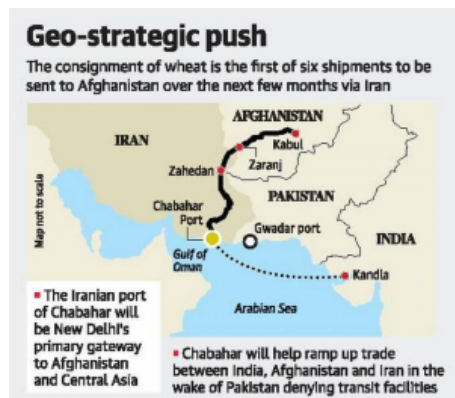 Geo-strategic push
The consignment of wheat is the first of six shipments to be
sent to Afghanistan over the next few months via Iran
AFGHANISTAN
IRAN
Kabul
Zaranj
Zahedan
PAKISTAN
Chabahar
Port
Gwadar port
INDIA
Map not to scale
Gulf of
Oman
Kandla
Arabian Sea
▪ The Iranian port
of Chabahar will
be New Delhi's
primary gateway
to Afghanistan
and Central Asia
▪ Chabahar will help ramp up trade
between India, Afghanistan and Iran in the
wake of Pakistan denying transit facilities